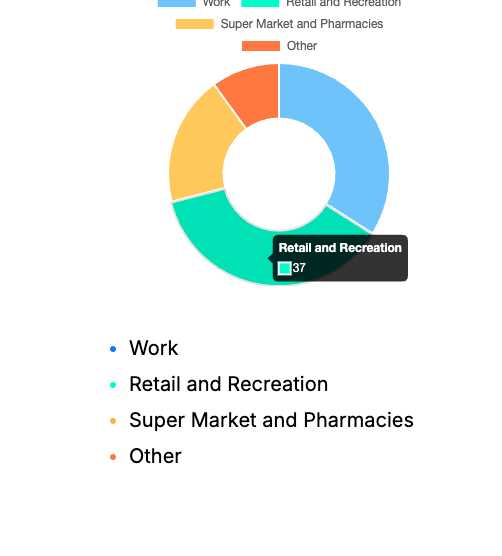 Work Retail and Recreation
Super Market and Pharmacies
Other
Retail and Recreation
37
Work
Retail and Recreation
Super Market and Pharmacies
Other